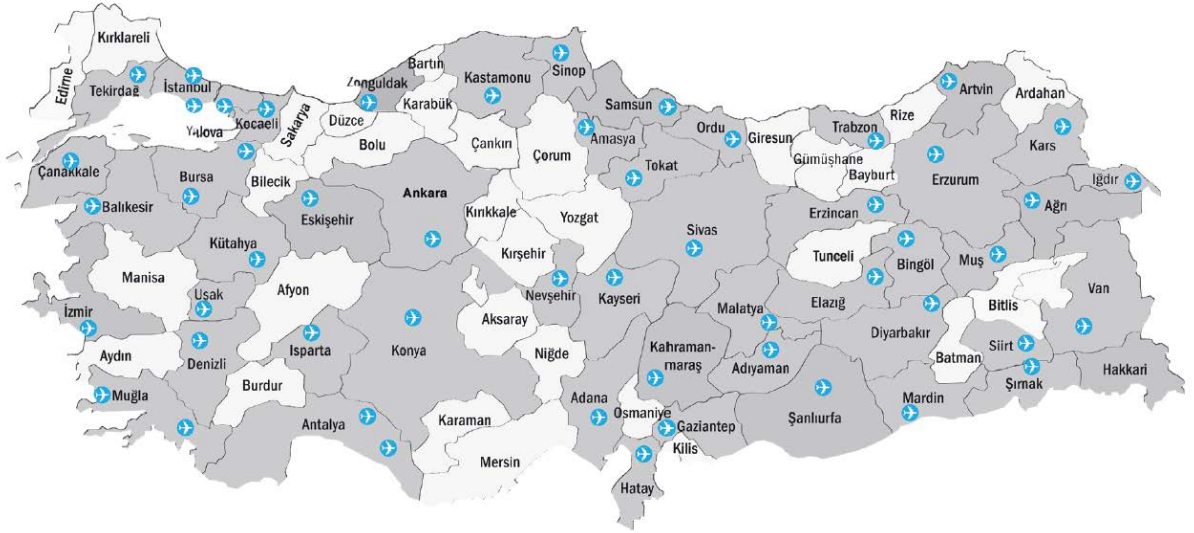 Kırklareli
Edirne
Tekirdağ
İstanbul
Yalova
Kocaeli
Sakarya
Düzce
Zonguldak
Bartın
Karabük
Kastamonu
Sinop
Samsun
Bolu
Çankırı
Çorum
Amasya
Tokat
Ordu
Giresun
Gümüşhane
Trabzon
Bayburt
Rize
Artvin
Ardahan
Kars
Iğdır
Erzurum
Ağrı
Çanakkale
Balıkesir
Bursa
Bilecik
Eskişehir
Ankara
Kırıkkale
Yozgat
Sivas
Erzincan
Kütahya
Kırşehir
Tunceli
Bingöl
Muş
Van
Manisa
Uşak
Afyon
Nevşehir
Kayseri
Malatya
Elazığ
Diyarbakır
Bitlis
İzmir
Aydın
Denizli
Isparta
Konya
Aksaray
Niğde
Kahraman-
maraş
Adıyaman
Batman
Siirt
Şırnak
Hakkari
Muğla
Burdur
Antalya
Karaman
Mersin
Adana
Osmaniye
Gaziantep
Kilis
Şanlıurfa
Mardin
Hatay